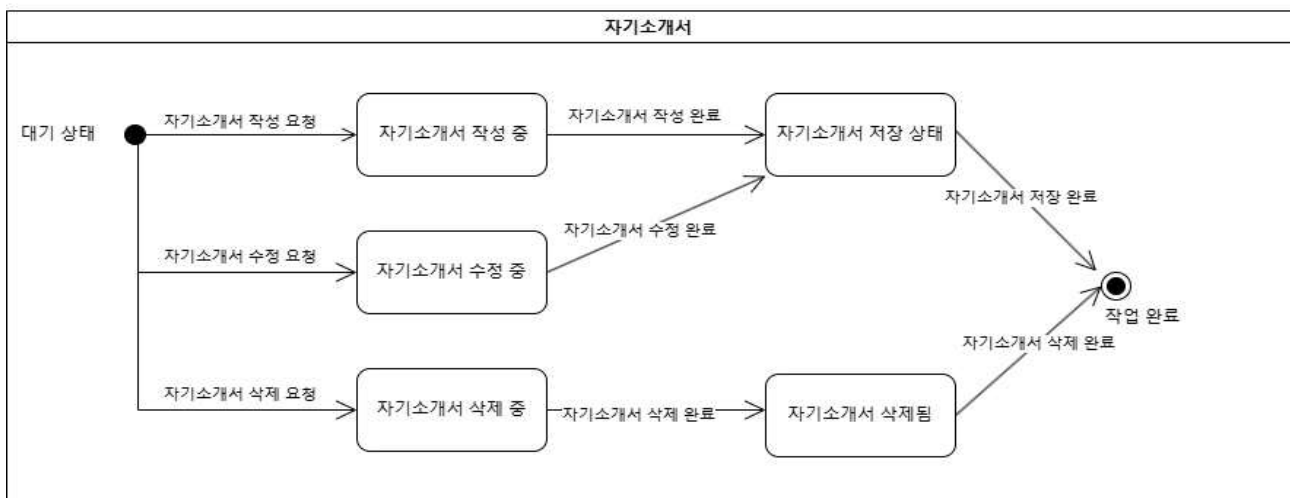 자기소개서
대기 상태
자기소개서 작성 요청
자기소개서 작성 중
자기소개서 작성 완료
자기소개서 저장 상태
자기소개서 저장 완료
자기소개서 수정 요청
자기소개서 수정 중
자기소개서 수정 완료
작업 완료
자기소개서 삭제 요청
자기소개서 삭제 중
자기소개서 삭제 완료
자기소개서 삭제됨
자기소개서 삭제 완료